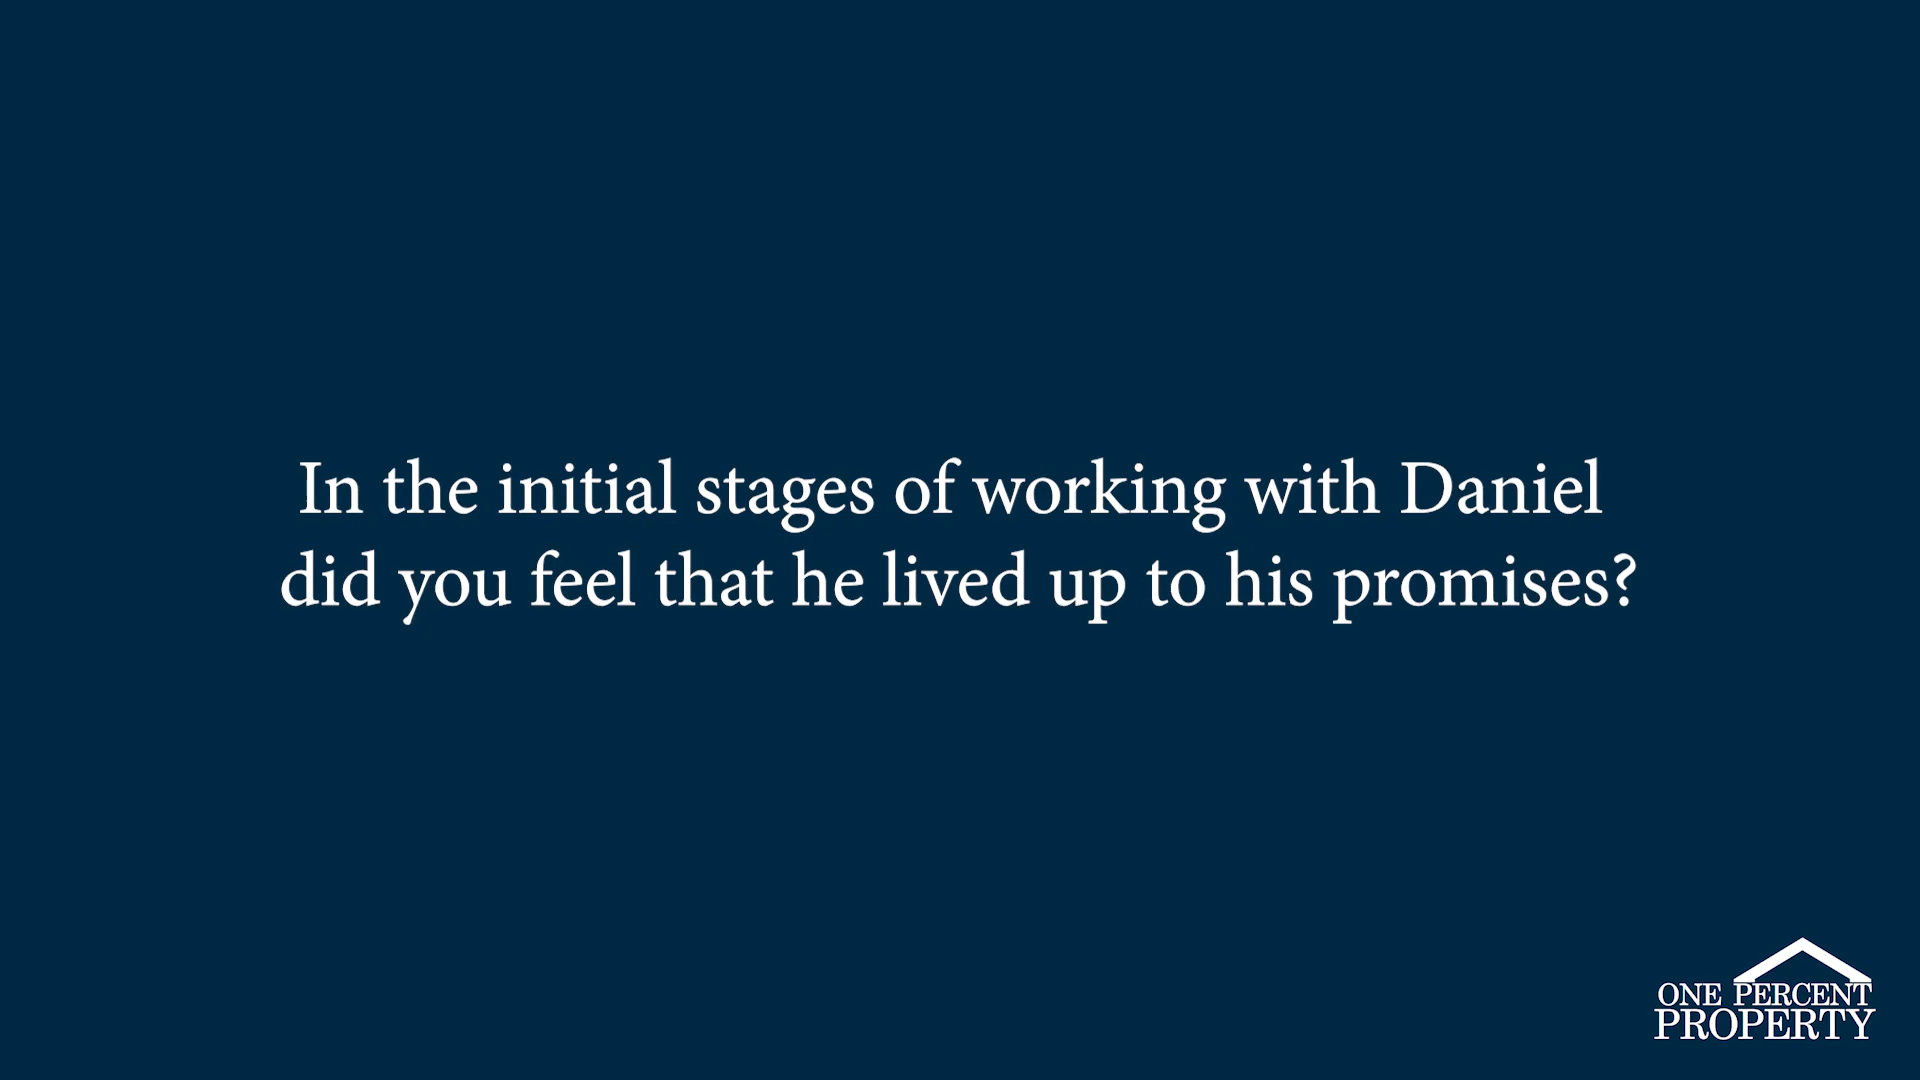 In the initial stages of working with Daniel
did you feel that he lived up to his promises?
ONE PERCENT
PROPERTY